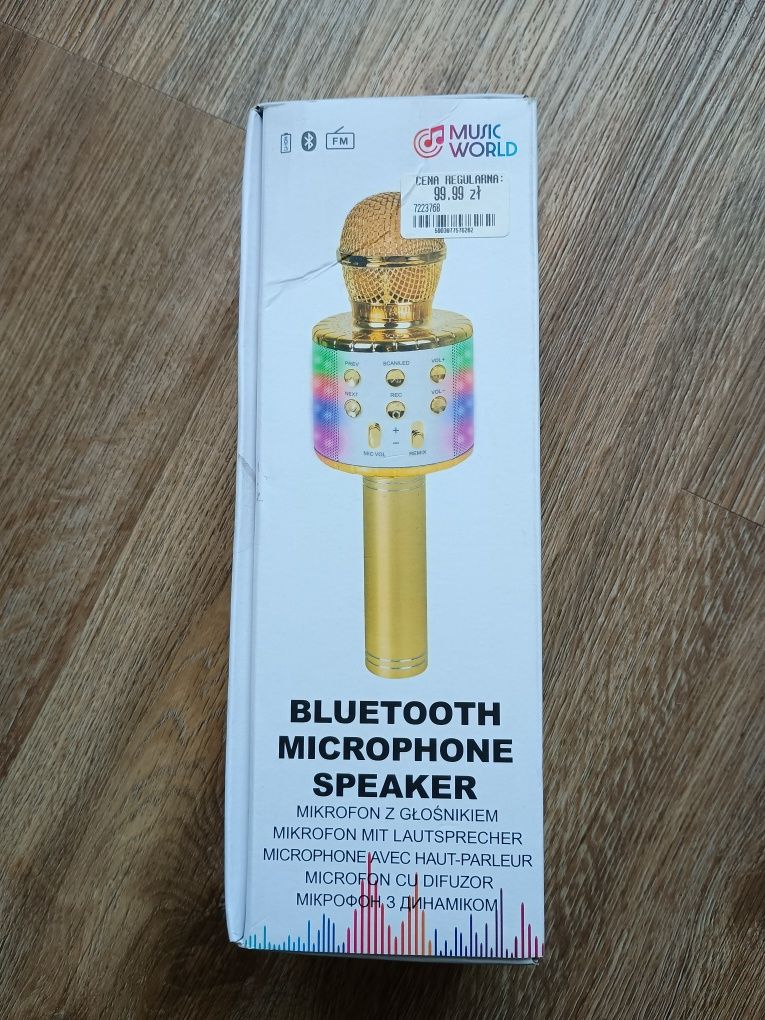 FM
MUSIC
WORLD
CENA REGULARNA:
99.99 zł
7223768
5903077576262
PREV
SCAN/LED
VOL+
NEXT
REC
VOL-
+
-
MIC VOL
REMIX
BLUETOOTH
MICROPHONE
SPEAKER
MIKROFON Z GŁOŚNIKIEM
MIKROFON MIT LAUTSPRECHER
MICROPHONE AVEC HAUT-PARLEUR
MICROFON CU DIFUZOR
МІКРОФОН З ДИНАМІКОМ